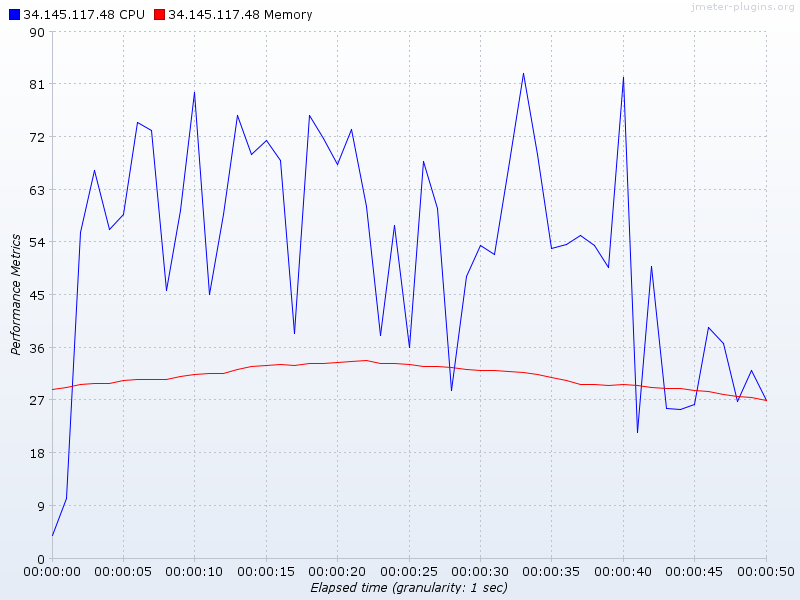 jmeter-plugins.org
34.145.117.48 CPU 34.145.117.48 Memory
90
81
72
63
54
45
36
27
18
9
0
Performance Metrics
00:00:00 00:00:05 00:00:10 00:00:15 00:00:20 00:00:25 00:00:30 00:00:35 00:00:40 00:00:45 00:00:50
Elapsed time (granularity: 1 sec)